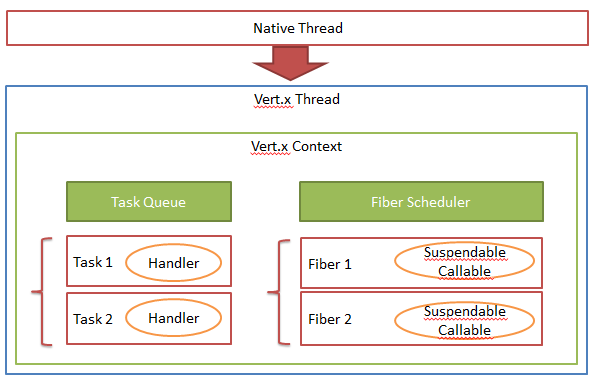 Native Thread
Vert.x Thread
Vert.x Context
Task Queue
Fiber Scheduler
Task 1
Handler
Fiber 1
Suspendable
Callable
Task 2
Handler
Fiber 2
Suspendable
Callable